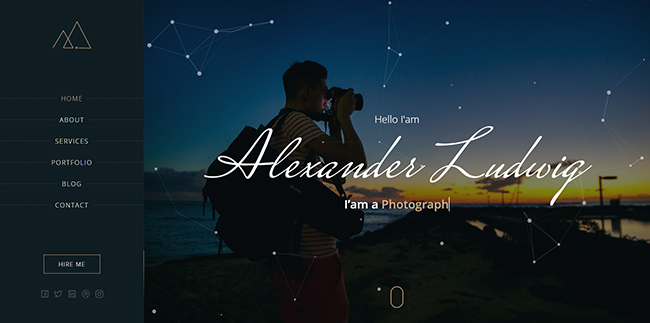 HOME
ABOUT
SERVICES
PORTFOLIO
BLOG
CONTACT
HIRE ME
Hello I'am
Alexander Ludwig
I'am a Photograph